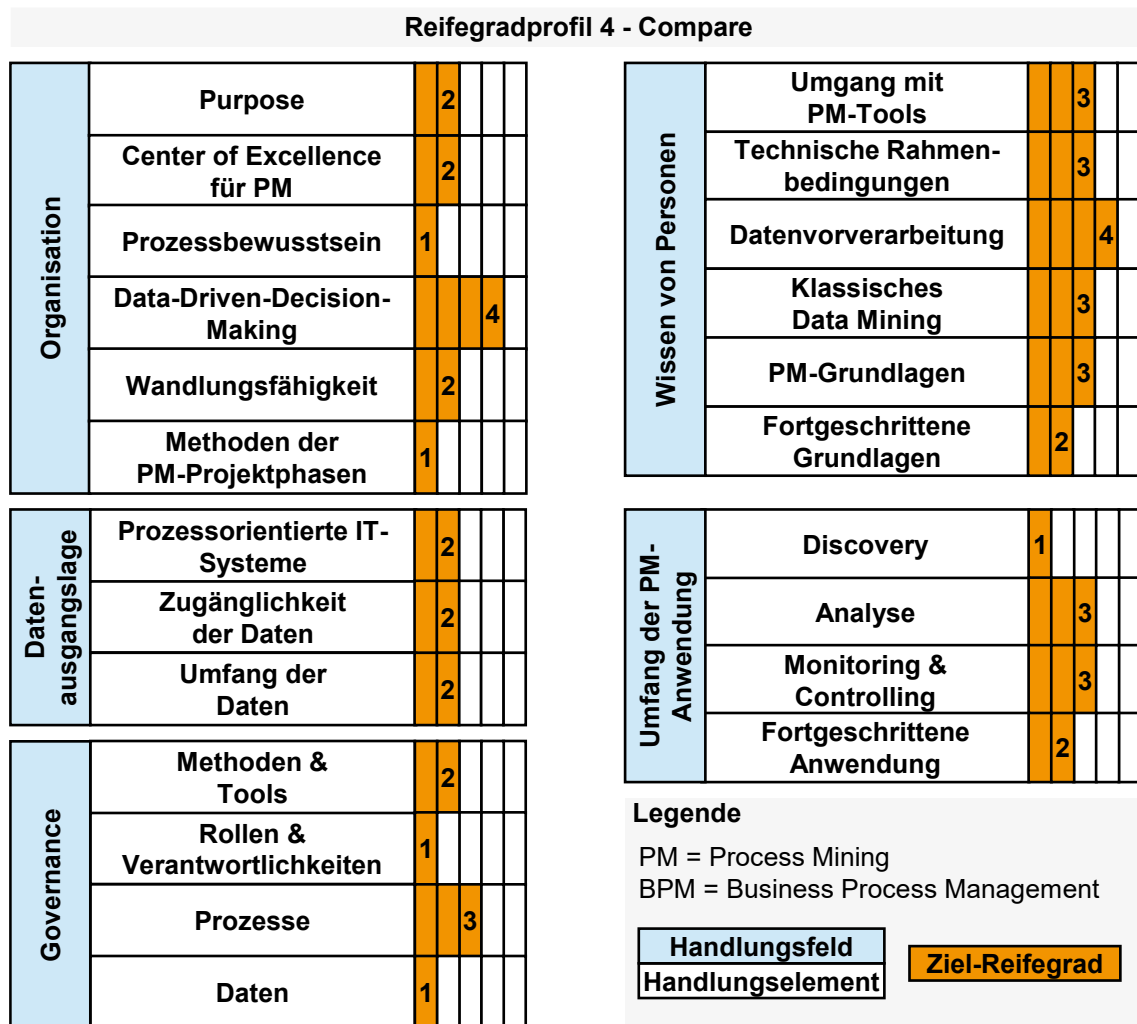 Reifegradprofil 4 - Compare
Organisation
Purpose
2
Center of Excellence
für PM
2
Prozessbewusstsein
1
Data-Driven-Decision-
Making
4
Wandlungsfähigkeit
2
Methoden der
PM-Projektphasen
1
Daten-
ausgangslage
Prozessorientierte IT-
Systeme
2
Zugänglichkeit
der Daten
2
Umfang der
Daten
2
Governance
Methoden &
Tools
2
Rollen &
Verantwortlichkeiten
1
Prozesse
3
Daten
1
Wissen von Personen
Umgang mit
PM-Tools
3
Technische Rahmen-
bedingungen
3
Datenvorverarbeitung
4
Klassisches
Data Mining
3
PM-Grundlagen
3
Fortgeschrittene
Grundlagen
2
Umfang der PM-
Anwendung
Discovery
1
Analyse
3
Monitoring &
Controlling
3
Fortgeschrittene
Anwendung
2
Legende
PM = Process Mining
BPM = Business Process Management
Handlungsfeld
Handlungselement
Ziel-Reifegrad